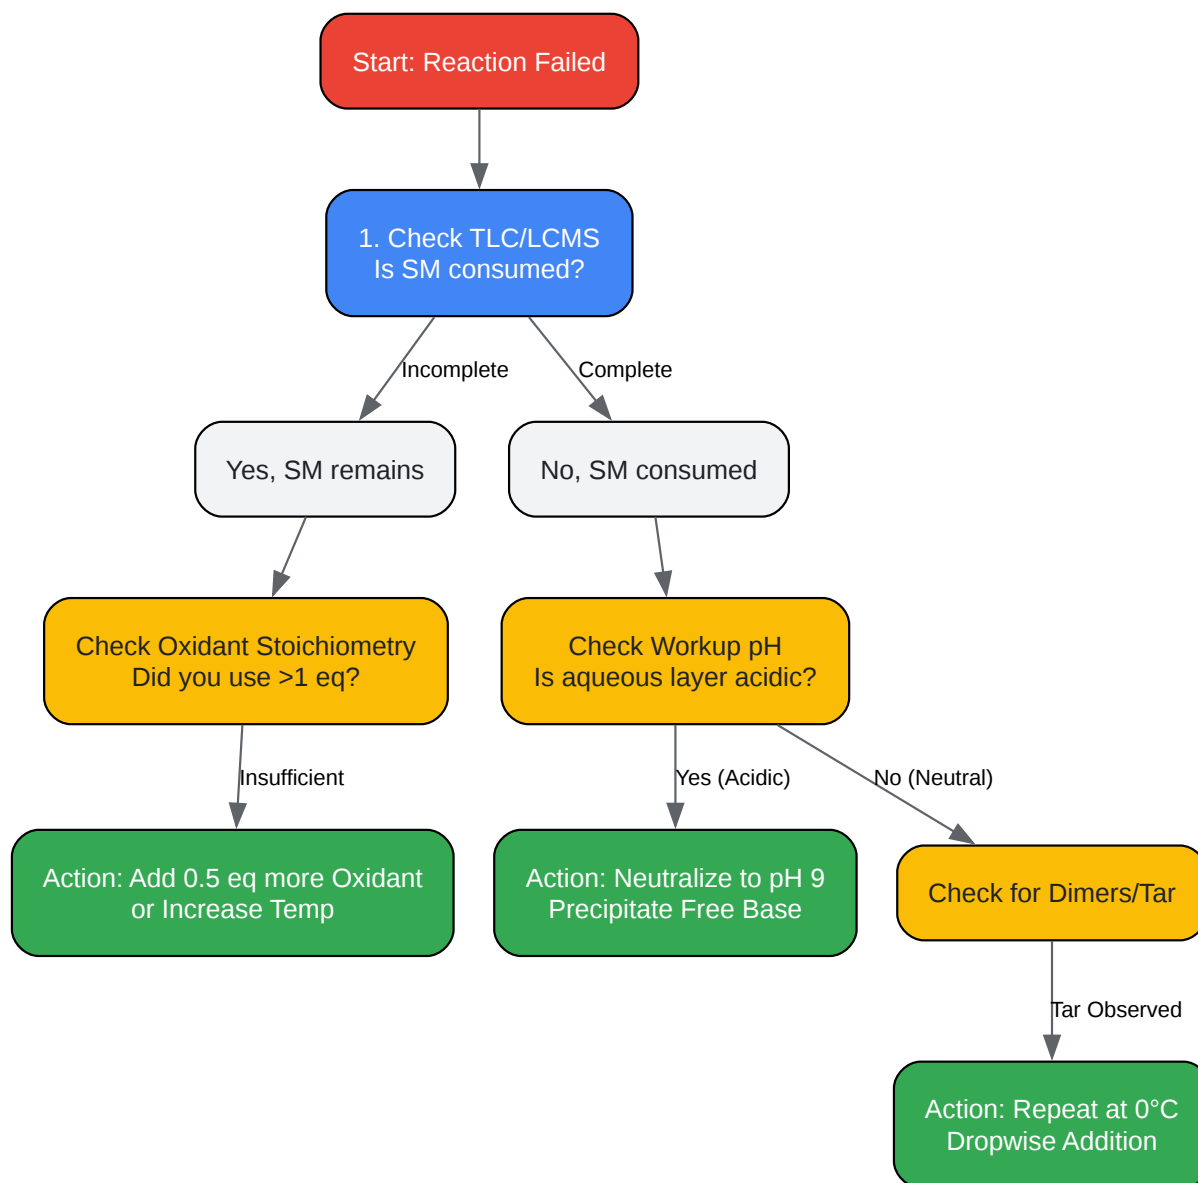 Start: Reaction Failed
1. Check TLC/LCMS
Is SM consumed?
Incomplete
Complete
Yes, SM remains
No, SM consumed
Check Oxidant Stoichiometry
Did you use >1 eq?
Check Workup pH
Is aqueous layer acidic?
Insufficient
Yes (Acidic)
No (Neutral)
Action: Add 0.5 eq more Oxidant
or Increase Temp
Action: Neutralize to pH 9
Precipitate Free Base
Check for Dimers/Tar
Tar Observed
Action: Repeat at 0°C
Dropwise Addition